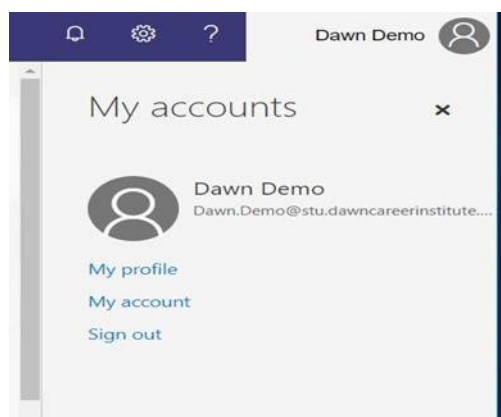 ? Dawn Demo
My accounts ×
Dawn Demo
Dawn.Demo@stu.dawncareerinstitute....
My profile
My account
Sign out